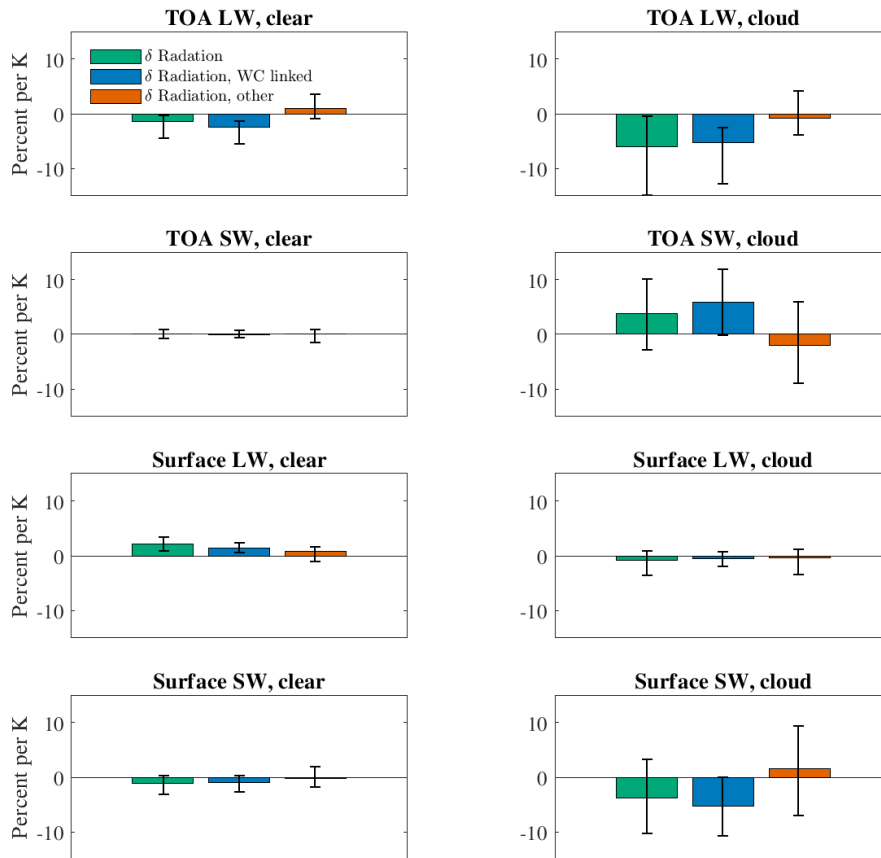 TOA LW, clear
TOA LW, cloud
Percent per K
10
0
-10
δ Radation
δ Radiation, WC linked
δ Radiation, other
10
0
-10
TOA SW, clear
TOA SW, cloud
Percent per K
10
0
-10
10
0
-10
Surface LW, clear
Surface LW, cloud
Percent per K
10
0
-10
10
0
-10
Surface SW, clear
Surface SW, cloud
Percent per K
10
0
-10
10
0
-10